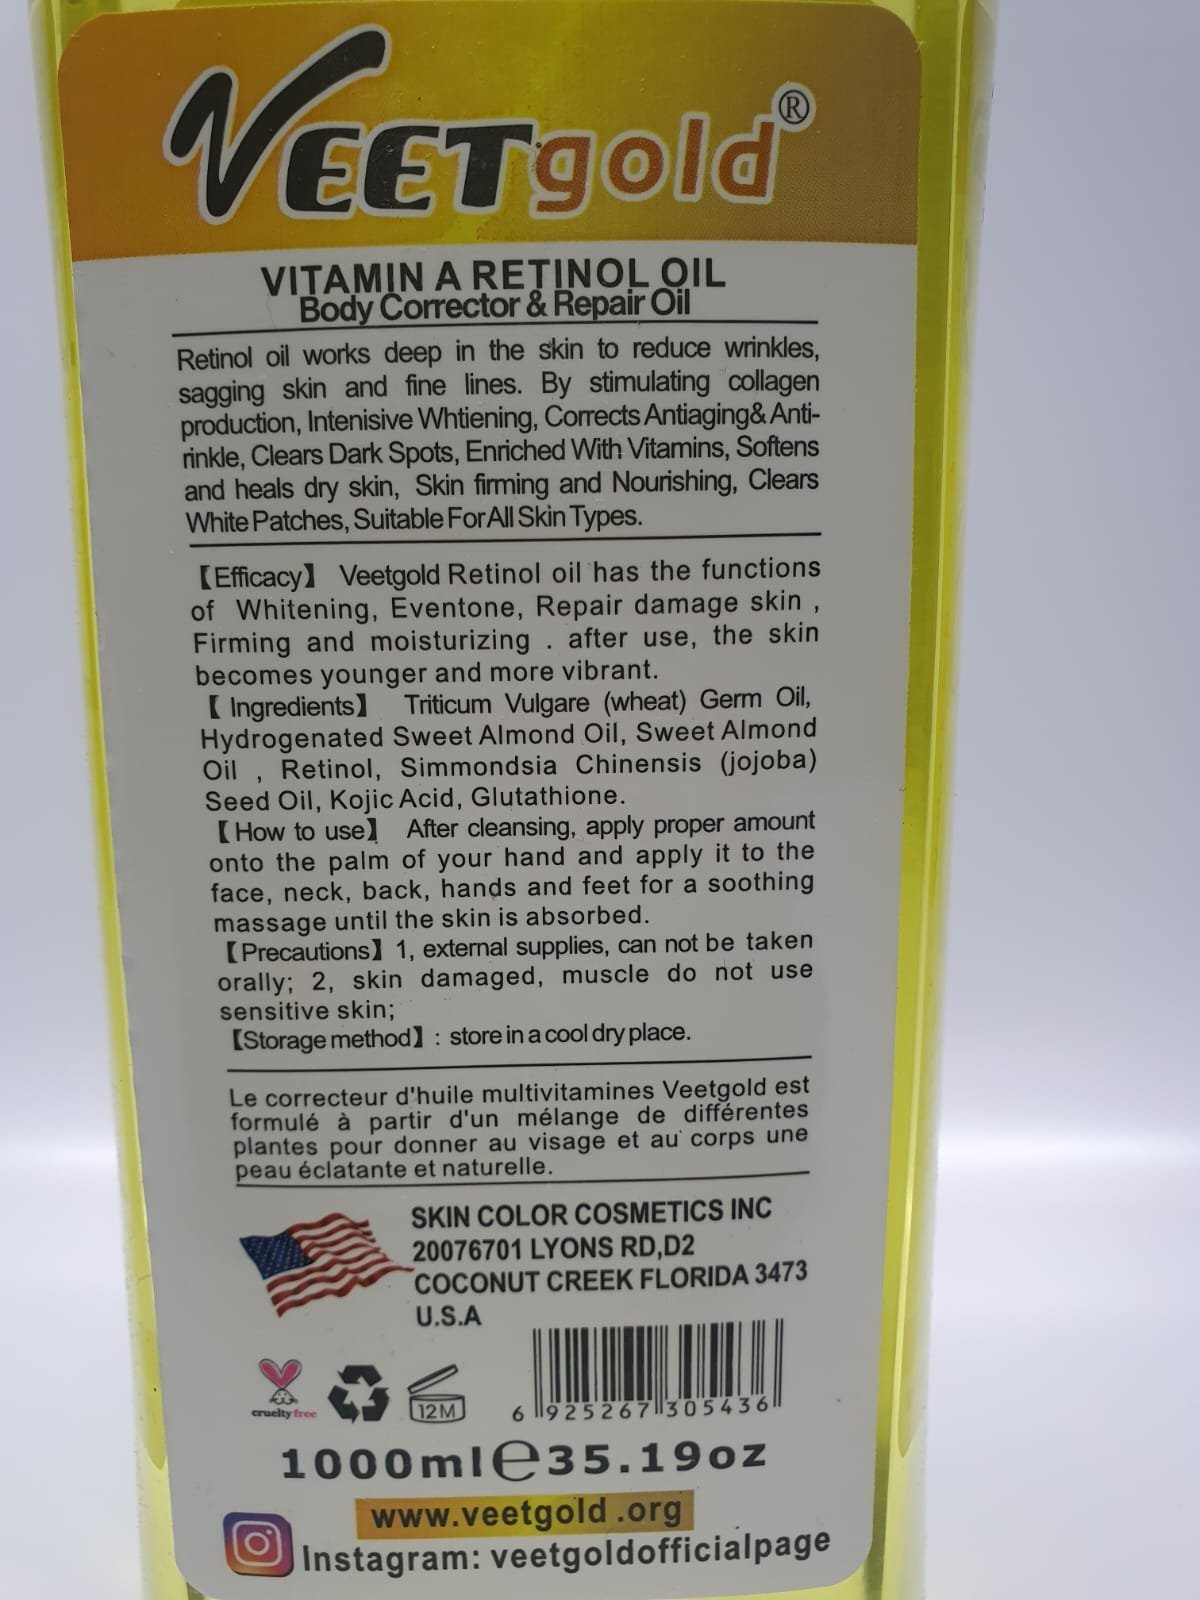 VEETgold®
VITAMIN A RETINOL OIL
Body Corrector & Repair Oil
Retinol oil works deep in the skin to reduce wrinkles,
sagging skin and fine lines. By stimulating collagen
production, Intenisive Whtiening, Corrects Antiaging& Anti-
rinkle, Clears Dark Spots, Enriched With Vitamins, Softens
and heals dry skin, Skin firming and Nourishing, Clears
White Patches, Suitable For All Skin Types.
【Efficacy】 Veetgold Retinol oil has the functions
of Whitening, Eventone, Repair damage skin ,
Firming and moisturizing . after use, the skin
becomes younger and more vibrant.
【 Ingredients】 Triticum Vulgare (wheat) Germ Oil,
Hydrogenated Sweet Almond Oil, Sweet Almond
Oil , Retinol, Simmondsia Chinensis (jojoba)
Seed Oil, Kojic Acid, Glutathione.
【How to use】 After cleansing, apply proper amount
onto the palm of your hand and apply it to the
face, neck, back, hands and feet for a soothing
massage until the skin is absorbed.
【Precautions】1, external supplies, can not be taken
orally; 2, skin damaged, muscle do not use
sensitive skin;
【Storage method】: store in a cool dry place.
Le correcteur d'huile multivitamines Veetgold est
formulé à partir d'un mélange de différentes
plantes pour donner au visage et au corps une
peau éclatante et naturelle.
SKIN COLOR COSMETICS INC
20076701 LYONS RD,D2
COCONUT CREEK FLORIDA 3473
U.S.A
cruelty free
12M
6 925267 305436
1000ml e 35.19oz
www.veetgold .org
Instagram: veetgoldofficialpage